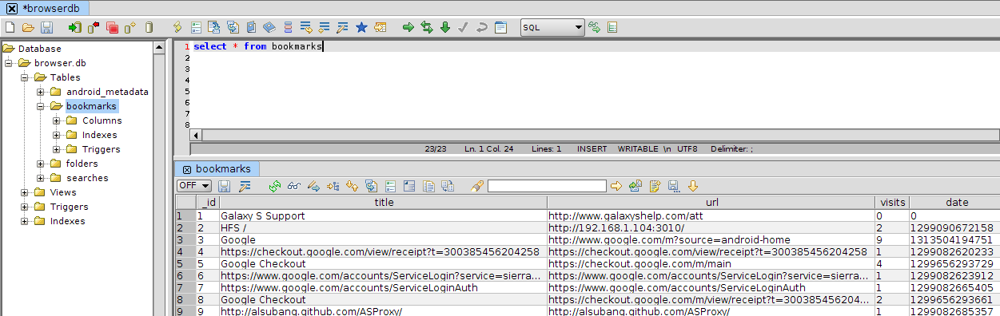 *browserdb
SQL
Database
browser.db
Tables
android_metadata
bookmarks
Columns
Indexes
Triggers
folders
searches
Views
Triggers
Indexes
1 select * from bookmarks
2
3
4
5
6
7
8
23/23 Ln. 1 Col. 24 Lines: 1 INSERT WRITABLE \n UTF8 Delimiter: ;
bookmarks
OFF
_id title url visits date
1 1 Galaxy S Support http://www.galaxyshelp.com/att 0 0
2 2 HFS / http://192.168.1.104:3010/ 2 1299090672158
3 3 Google http://www.google.com/m?source=android-home 9 1313504194751
4 4 https://checkout.google.com/view/receipt?t=300385456204258 https://checkout.google.com/view/receipt?t=300385456204258 1 1299082620233
5 5 Google Checkout https://checkout.google.com/m/main 4 1299656293729
6 6 https://www.google.com/accounts/ServiceLogin?service=sierra... https://www.google.com/accounts/ServiceLogin?service=sierra... 1 1299082623912
7 7 https://www.google.com/accounts/ServiceLoginAuth https://www.google.com/accounts/ServiceLoginAuth 1 1299082665405
8 8 Google Checkout https://checkout.google.com/m/view/receipt?t=300385456204... 2 1299656293661
9 9 http://alsubang.github.com/ASProxy/ http://alsubang.github.com/ASProxy/ 1 1299082685357